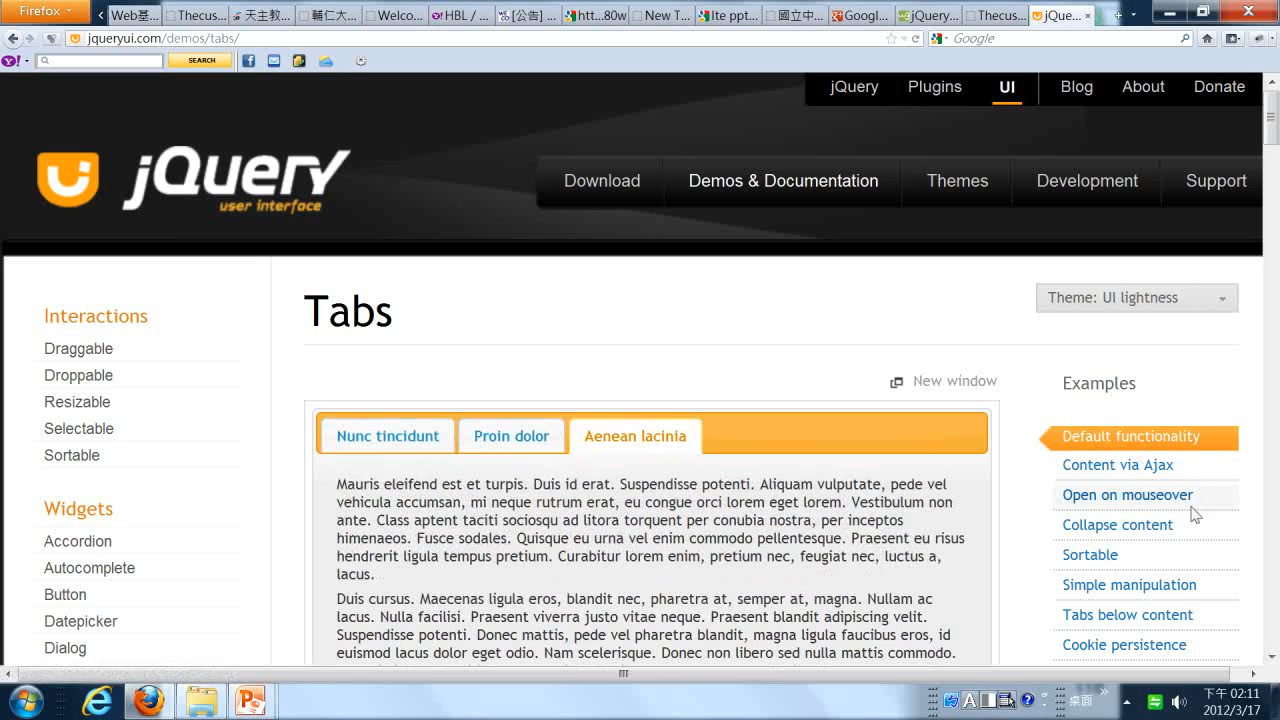 Firefox
Web基...
Thecus...
天主教...
輔仁大...
Welco...
HBL - ...
[公告] ...
htt...80w
New T...
lte ppt...
國立中...
Googl...
jQuery...
Thecus...
jQue...
jqueryui.com/demos/tabs/
Google
SEARCH
jQuery Plugins UI Blog About Donate
jQuery
user interface
Download Demos & Documentation Themes Development Support
Tabs
Theme: UI lightness
New window
Interactions
Draggable
Droppable
Resizable
Selectable
Sortable
Widgets
Accordion
Autocomplete
Button
Datepicker
Dialog
Nunc tincidunt Proin dolor Aenean lacinia
Mauris eleifend est et turpis. Duis id erat. Suspendisse potenti. Aliquam vulputate, pede vel
vehicula accumsan, mi neque rutrum erat, eu congue orci lorem eget lorem. Vestibulum non
ante. Class aptent taciti sociosqu ad litora torquent per conubia nostra, per inceptos
himenaeos. Fusce sodales. Quisque eu urna vel enim commodo pellentesque. Praesent eu risus
hendrerit ligula tempus pretium. Curabitur lorem enim, pretium nec, feugiat nec, luctus a,
lacus.
Duis cursus. Maecenas ligula eros, blandit nec, pharetra at, semper at, magna. Nullam ac
lacus. Nulla facilisi. Praesent viverra justo vitae neque. Praesent blandit adipiscing velit.
Suspendisse potenti. Donec mattis, pede vel pharetra blandit, magna ligula faucibus eros, id
euismod lacus dolor eget odio. Nam scelerisque. Donec non libero sed nulla mattis commodo.
Examples
Default functionality
Content via Ajax
Open on mouseover
Collapse content
Sortable
Simple manipulation
Tabs below content
Cookie persistence
桌面
下午 02:11
2012/3/17